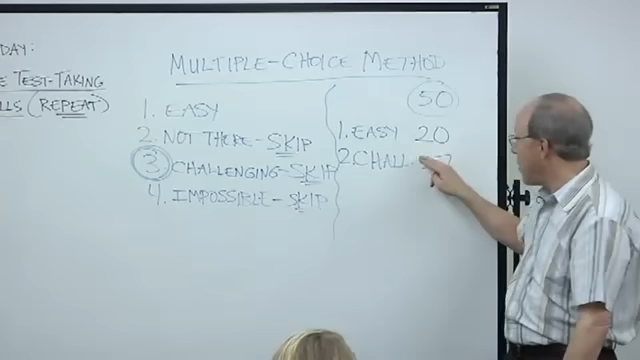 DAY:
E TEST-TAKING
LLS (REPEAT)
MULTIPLE-CHOICE METHOD
1. EASY
2. NOT THERE-SKIP
3 CHALLENGING-SKIP
4. IMPOSSIBLE-SKIP
50
1. EASY 20
2. CHALL.